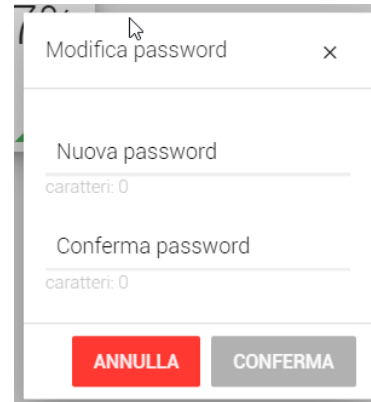 Modifica password ×
Nuova password
caratteri: 0
Conferma password
caratteri: 0
ANNULLA CONFERMA